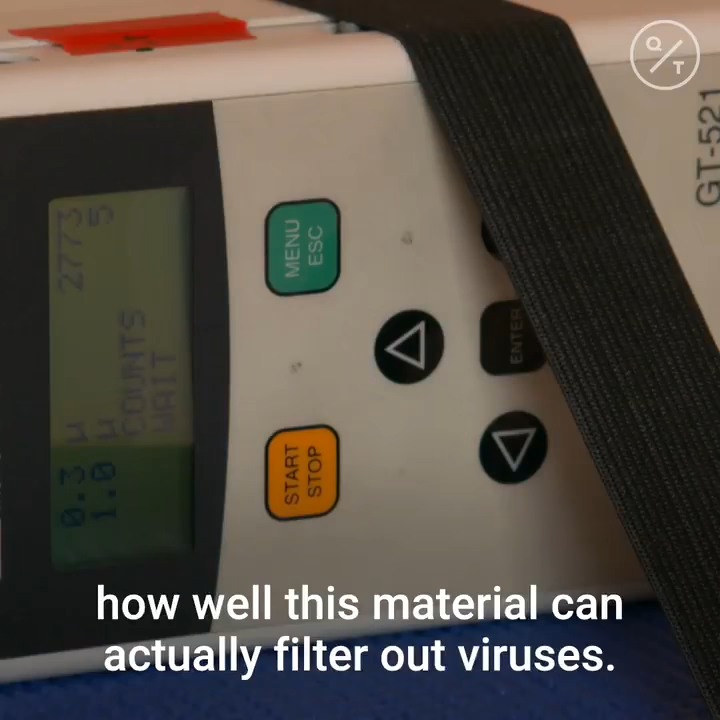 Q
T
GT-521
0.3 µ 2773
1.0 µ 5
COUNTS
WAIT
MENU
ESC
START
STOP
ENTER
how well this material can
actually filter out viruses.